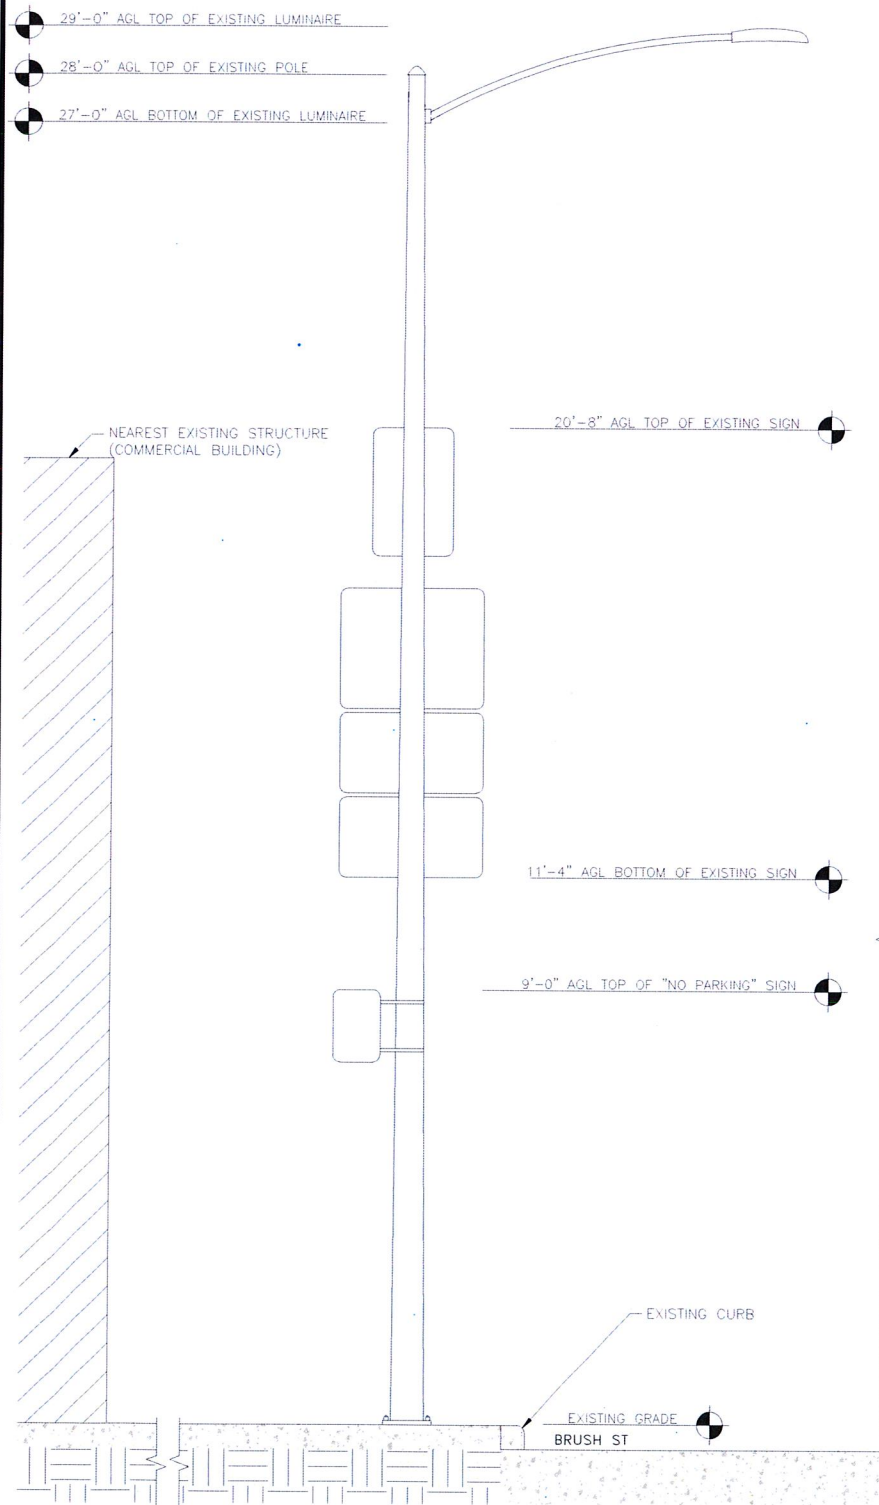 29'-0" AGL TOP OF EXISTING LUMINAIRE
28'-0" AGL TOP OF EXISTING POLE
27'-0" AGL BOTTOM OF EXISTING LUMINAIRE
20'-8" AGL TOP OF EXISTING SIGN
NEAREST EXISTING STRUCTURE
(COMMERCIAL BUILDING)
11'-4" AGL BOTTOM OF EXISTING SIGN
9'-0" AGL TOP OF "NO PARKING" SIGN
EXISTING CURB
EXISTING GRADE
BRUSH ST